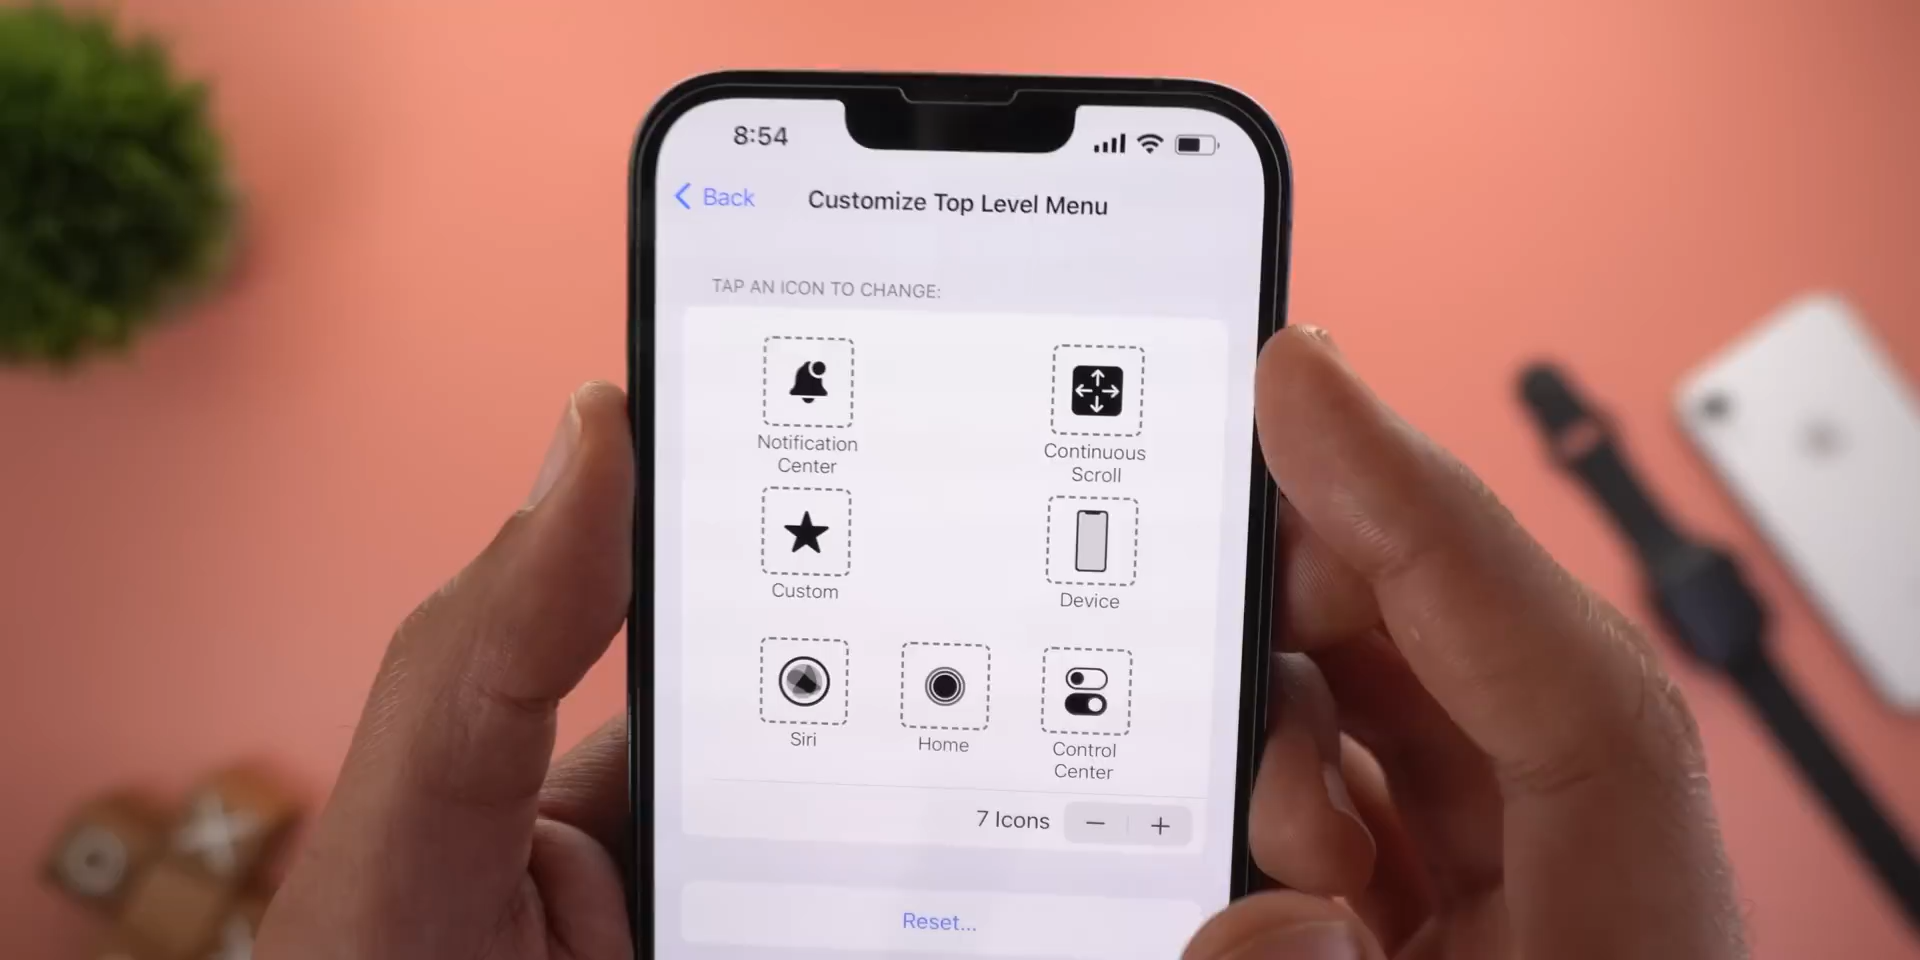 8:54
Back
Customize Top Level Menu
TAP AN ICON TO CHANGE:
Notification
Center
Continuous
Scroll
Custom
Device
Siri
Home
Control
Center
7 Icons
Reset...